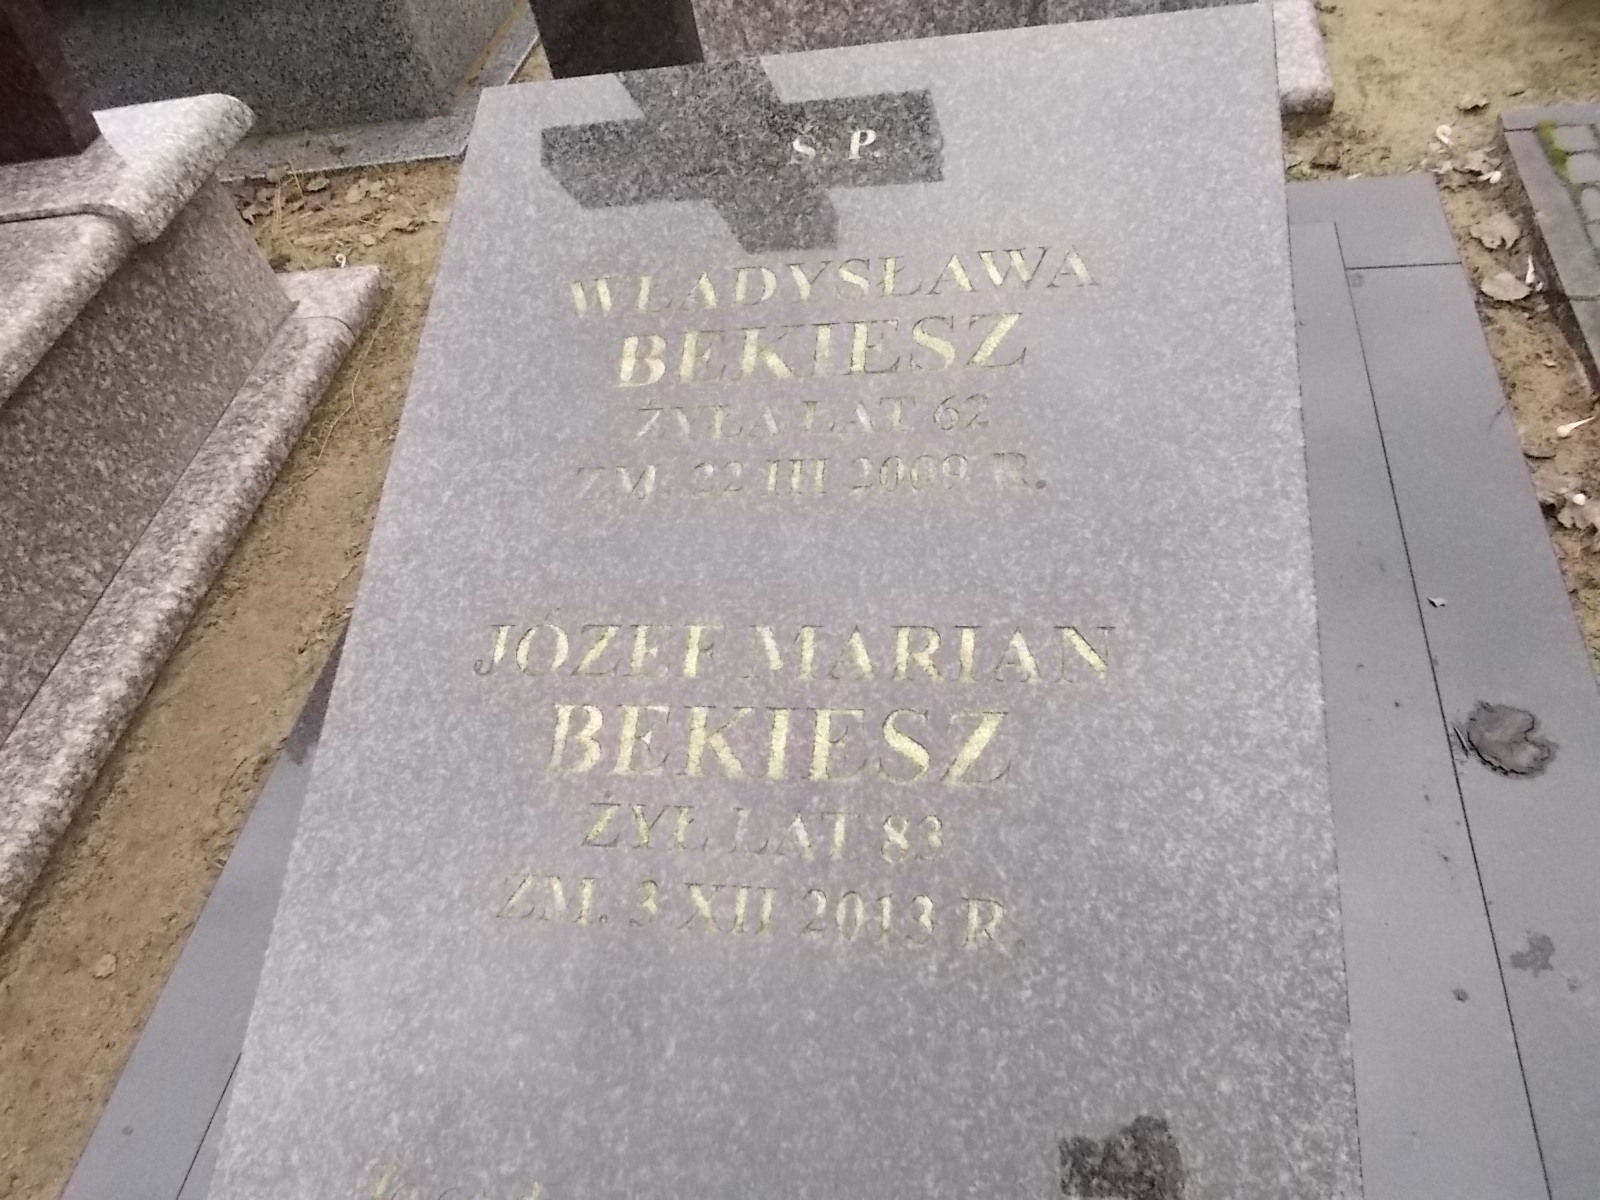 Ś. P.
WŁADYSŁAWA
BEKIESZ
ŻYŁA LAT 62
ZM. 22 III 2009 R.
JÓZEF MARIAN
BEKIESZ
ŻYŁ LAT 83
ZM. 3 XII 2013 R.